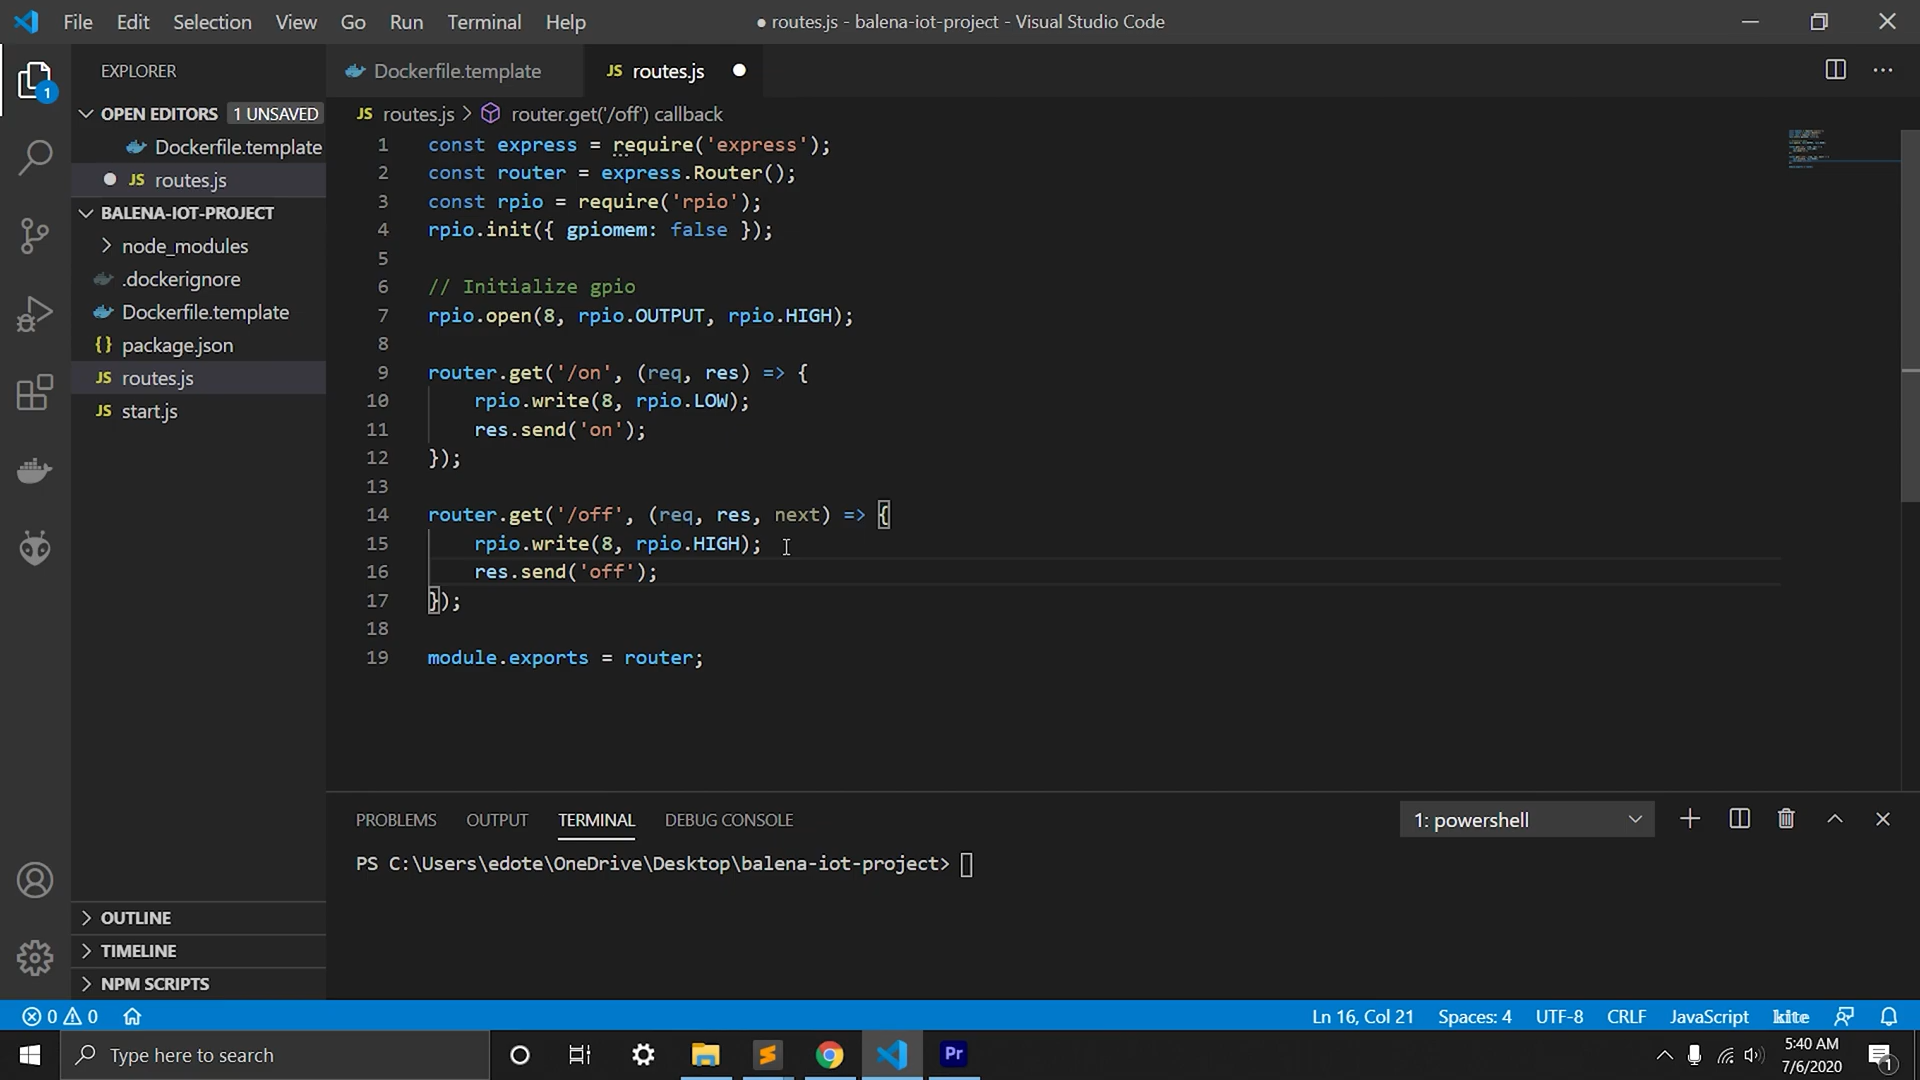 File Edit Selection View Go Run Terminal Help ● routes.js - balena-iot-project - Visual Studio Code
EXPLORER
Dockerfile.template JS routes.js
1
OPEN EDITORS 1 UNSAVED
Dockerfile.template
JS routes.js
BALENA-IOT-PROJECT
node_modules
.dockerignore
Dockerfile.template
{} package.json
JS routes.js
JS start.js
OUTLINE
TIMELINE
NPM SCRIPTS
JS routes.js > router.get('/off') callback
1 const express = require('express');
2 const router = express.Router();
3 const rpio = require('rpio');
4 rpio.init({ gpiomem: false });
5
6 // Initialize gpio
7 rpio.open(8, rpio.OUTPUT, rpio.HIGH);
8
9 router.get('/on', (req, res) => {
10 rpio.write(8, rpio.LOW);
11 res.send('on');
12 });
13
14 router.get('/off', (req, res, next) => {
15 rpio.write(8, rpio.HIGH);
16 res.send('off');
17 });
18
19 module.exports = router;
PROBLEMS OUTPUT TERMINAL DEBUG CONSOLE 1: powershell
PS C:\Users\edote\OneDrive\Desktop\balena-iot-project>
0 0 Ln 16, Col 21 Spaces: 4 UTF-8 CRLF JavaScript kite
Type here to search
Pr
5:40 AM
7/6/2020
1